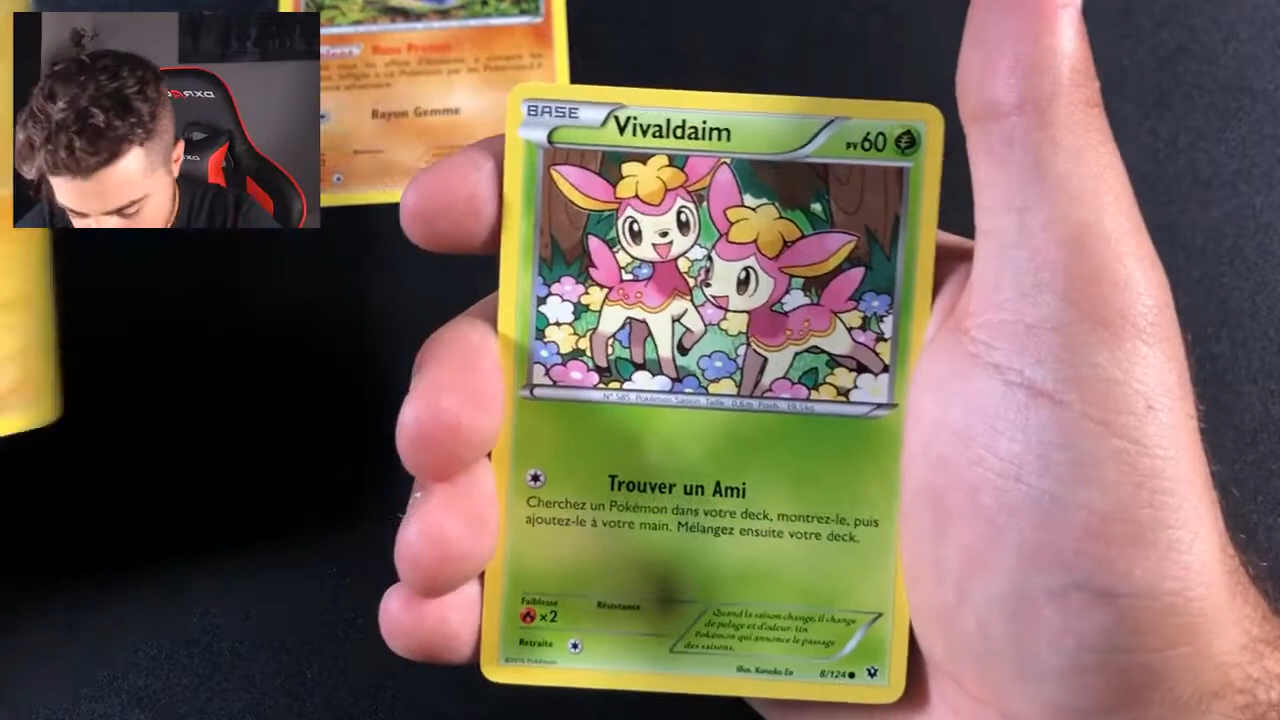 DXRACER
Rayon Gemme
BASE
Vivaldaim
PV60
N° 585 Pokémon Saison Taille : 0,6m Poids : 19,5kg
Trouver un Ami
Cherchez un Pokémon dans votre deck, montrez-le, puis
ajoutez-le à votre main. Mélangez ensuite votre deck.
Faiblesse
×2
Résistance
Retraite
Quand la saison change, il change
de pelage et d'odeur. Un
Pokémon qui annonce le passage
des saisons.
©2016 Pokémon
Illus. Kanako Eo
8/124